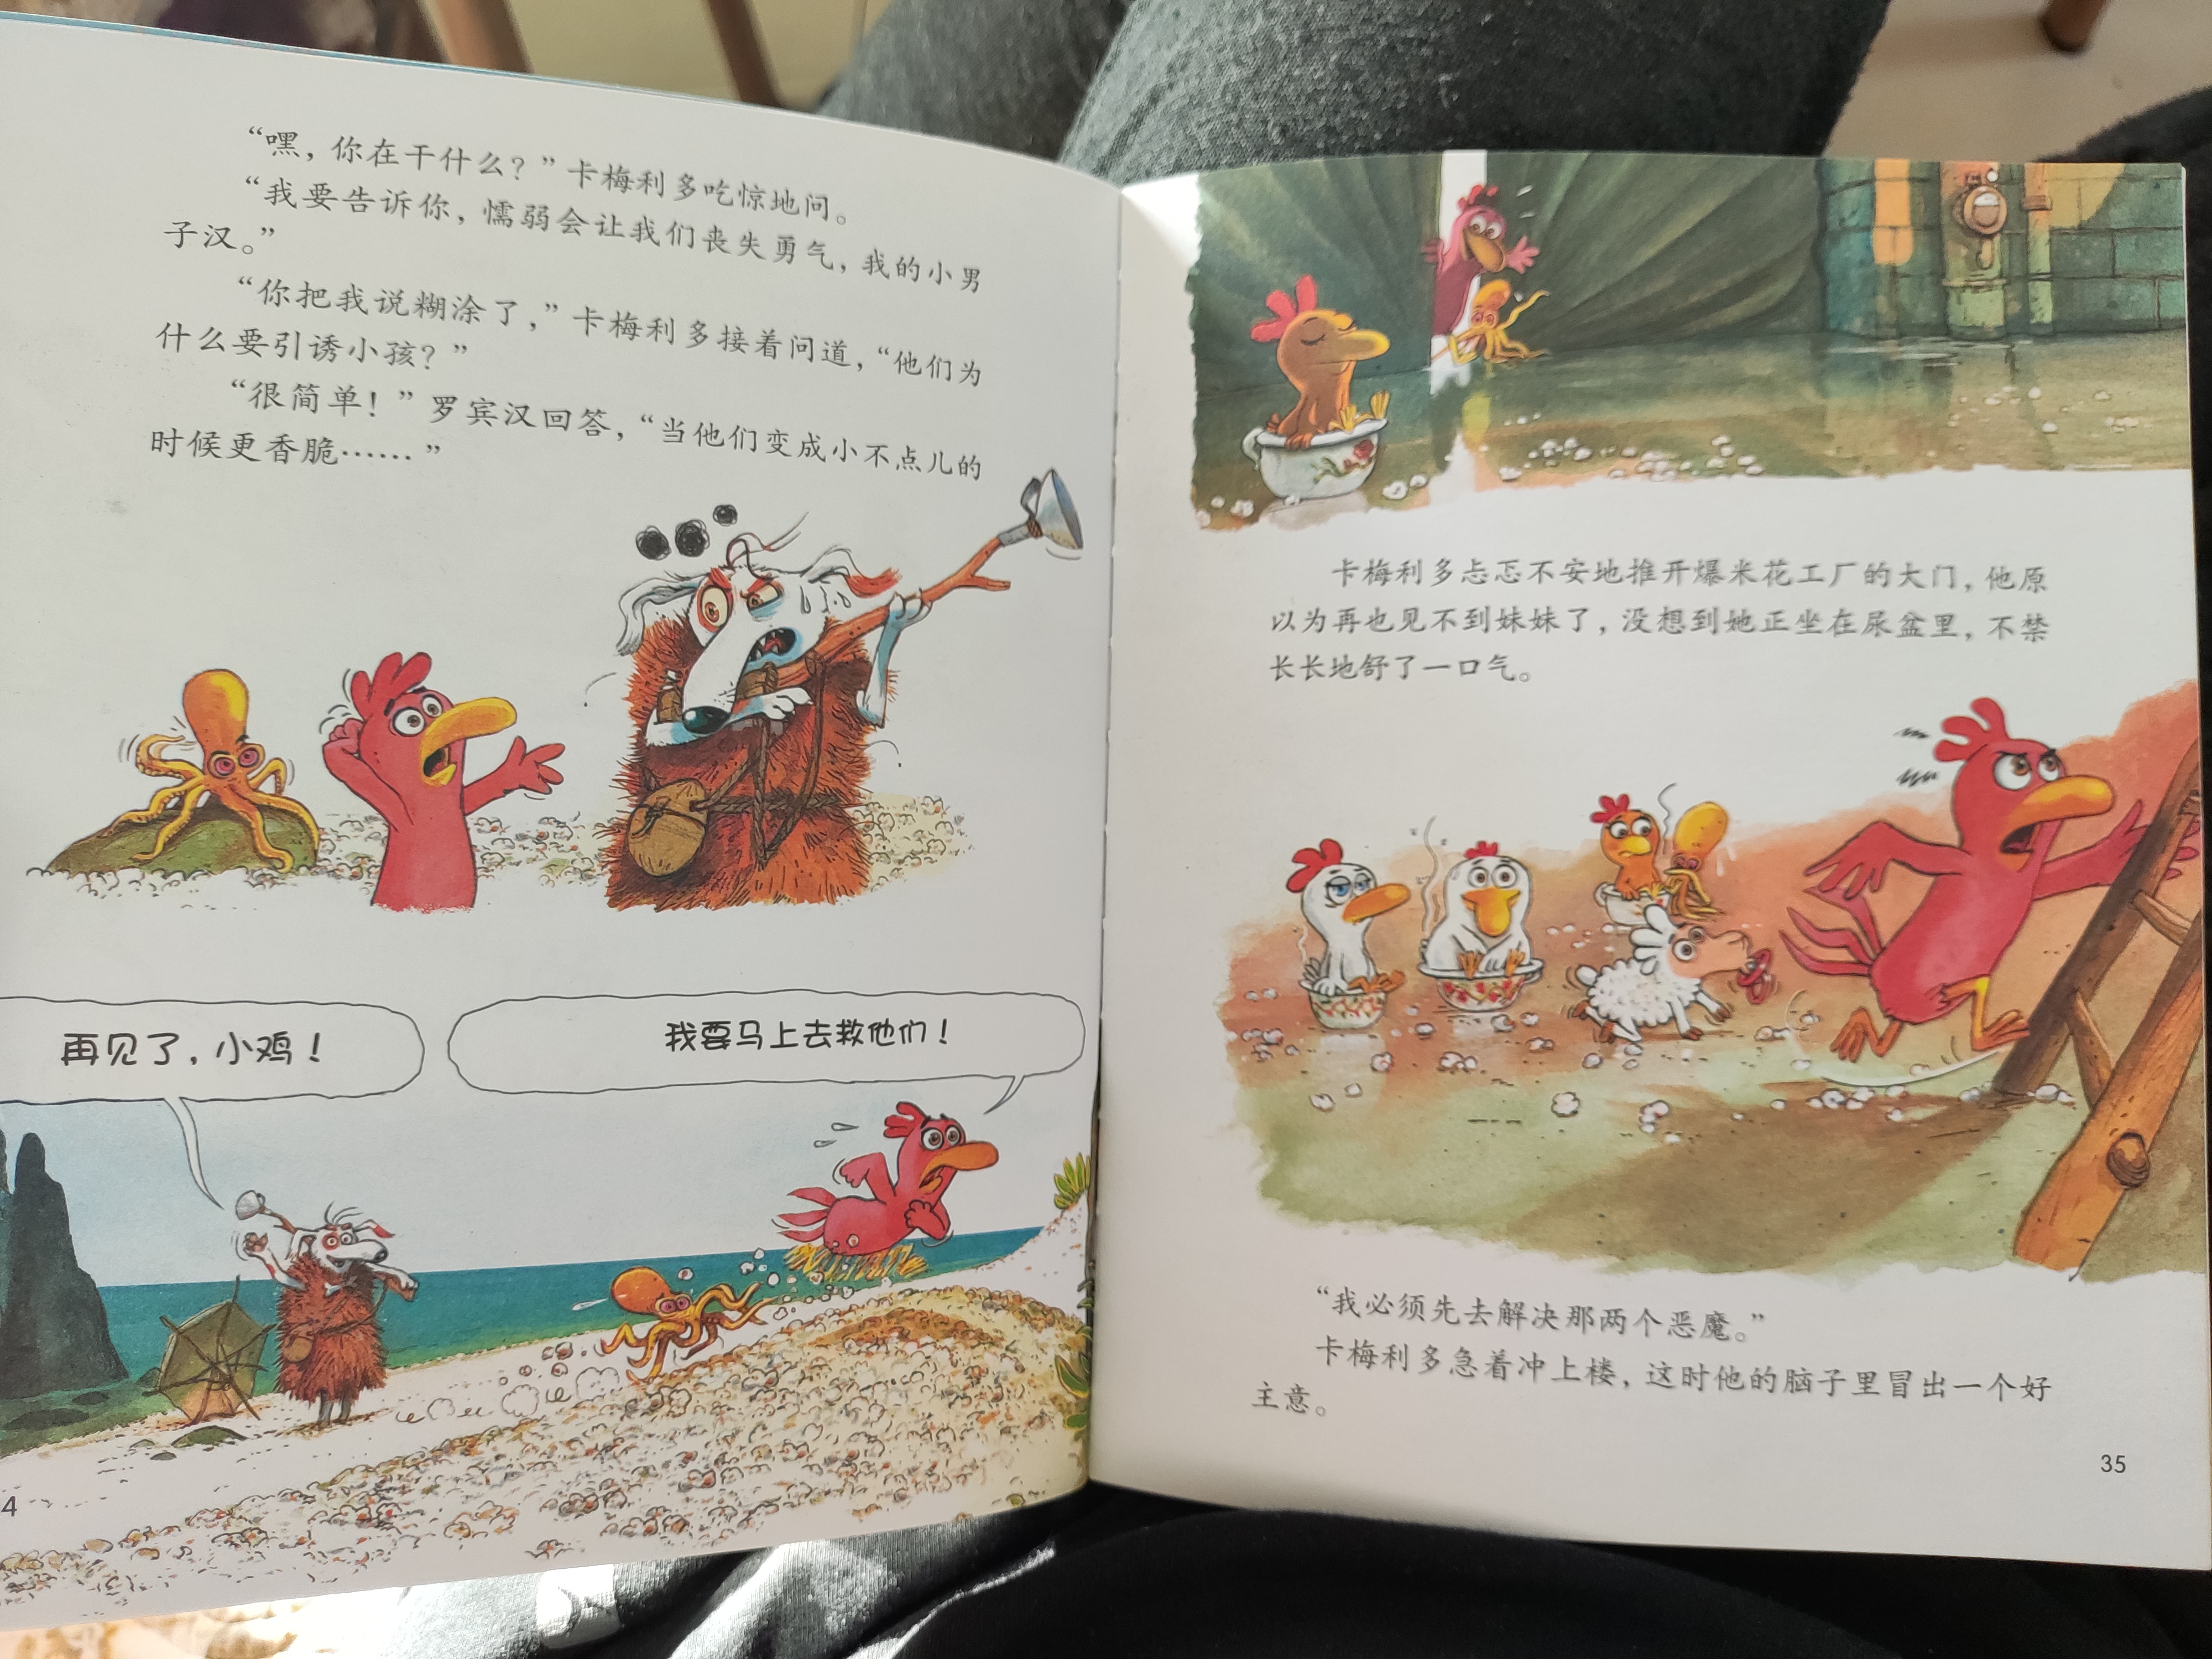 “嘿，你在干什么？”卡梅利多吃惊地问。
“我要告诉你，懦弱会让我们丧失勇气，我的小男
子汉。”
“你把我说糊涂了，”卡梅利多接着问道，“他们为
什么要引诱小孩？”
“很简单！”罗宾汉回答，“当他们变成小不点儿的
时候更香脆……”
再见了，小鸡！
我要马上去救他们！
4
卡梅利多忐忑不安地推开爆米花工厂的大门，他原
以为再也见不到妹妹了，没想到她正坐在尿盆里，不禁
长长地舒了一口气。
“我必须先去解决那两个恶魔。”
卡梅利多急着冲上楼，这时他的脑子里冒出一个好
主意。
35